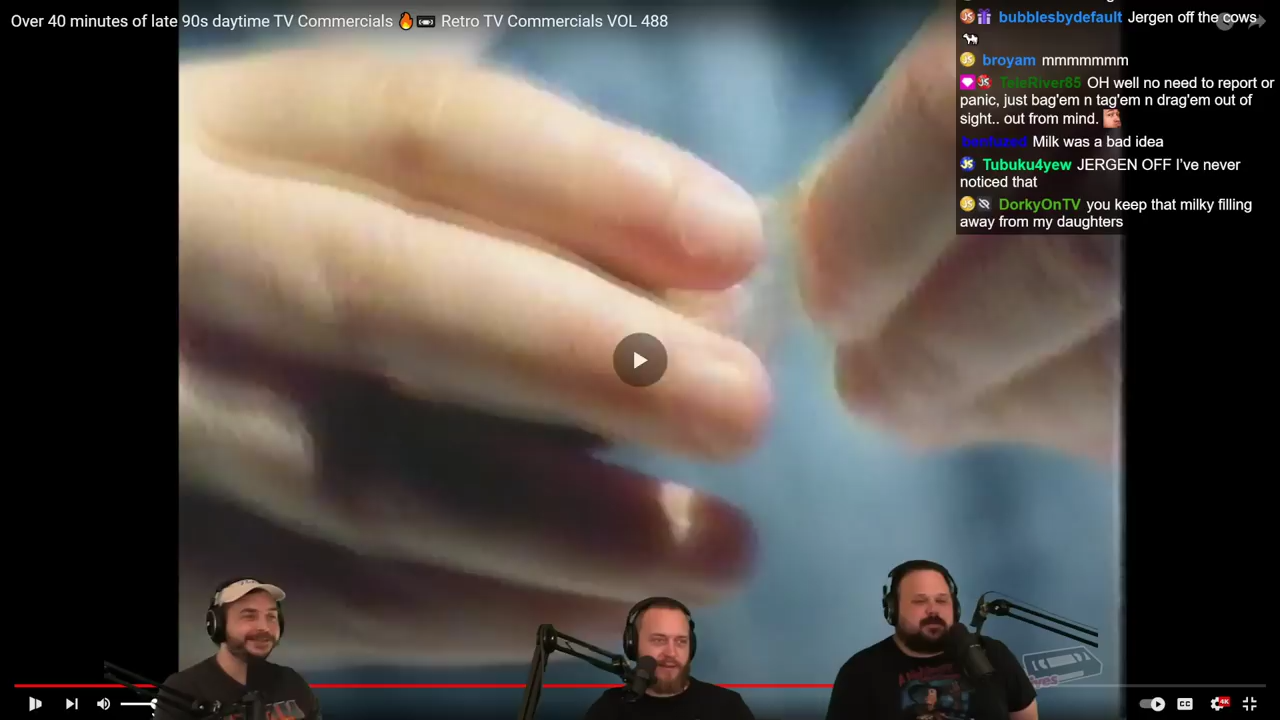 Over 40 minutes of late 90s daytime TV Commercials 🔥📼 Retro TV Commercials VOL 488
bubblesbydefault Jergen off the cows
🐄
broyam mmmmmmm
TeleRiver85 OH well no need to report or
panic, just bag'em n tag'em n drag'em out of
sight.. out from mind.
Milk was a bad idea
Tubuku4yew JERGEN OFF I've never
noticed that
DorkyOnTV you keep that milky filling
away from my daughters
CC
4K